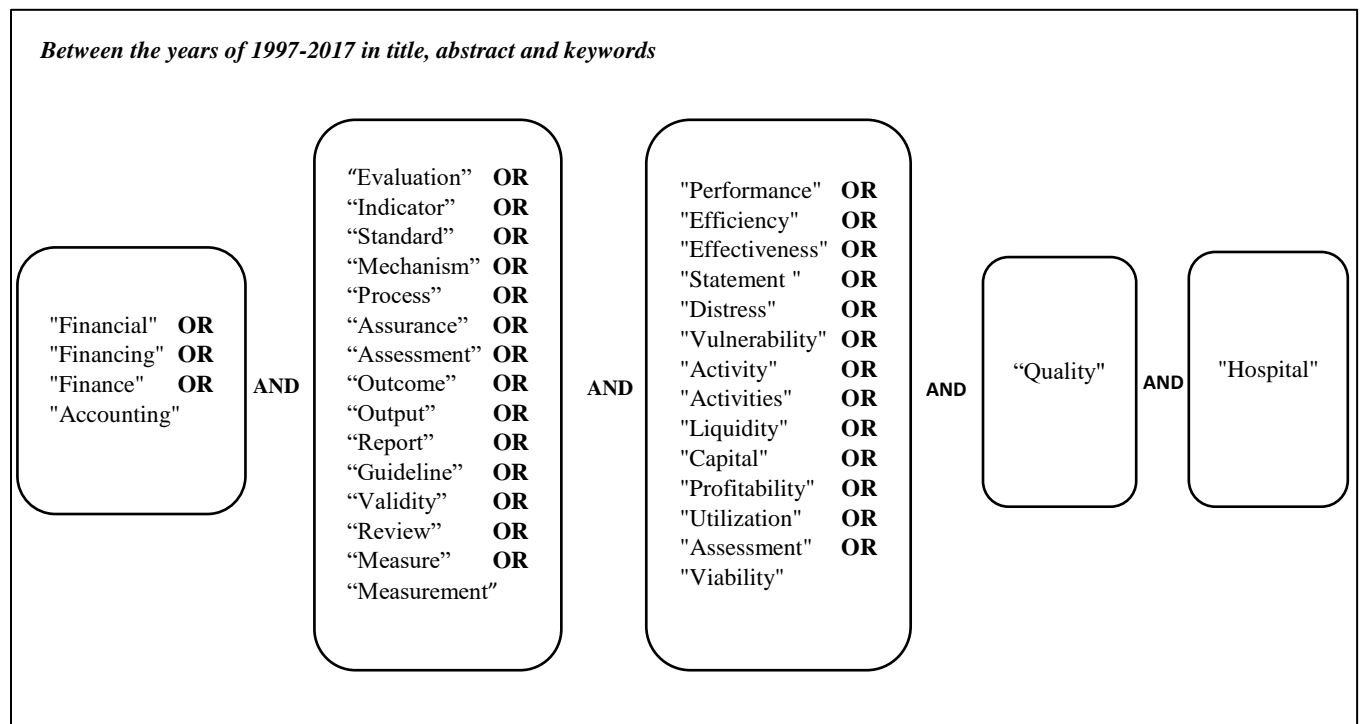 Between the years of 1997-2017 in title, abstract and keywords
"Financial" OR
"Financing" OR
"Finance" OR
"Accounting"
AND
“Evaluation” OR
“Indicator” OR
“Standard” OR
“Mechanism” OR
“Process” OR
“Assurance” OR
“Assessment” OR
“Outcome” OR
“Output” OR
“Report” OR
“Guideline” OR
“Validity” OR
“Review” OR
“Measure” OR
“Measurement”
AND
"Performance" OR
"Efficiency" OR
"Effectiveness" OR
"Statement " OR
"Distress" OR
"Vulnerability" OR
"Activity" OR
"Activities" OR
"Liquidity" OR
"Capital" OR
"Profitability" OR
"Utilization" OR
"Assessment" OR
"Viability"
AND
“Quality"
AND
"Hospital"